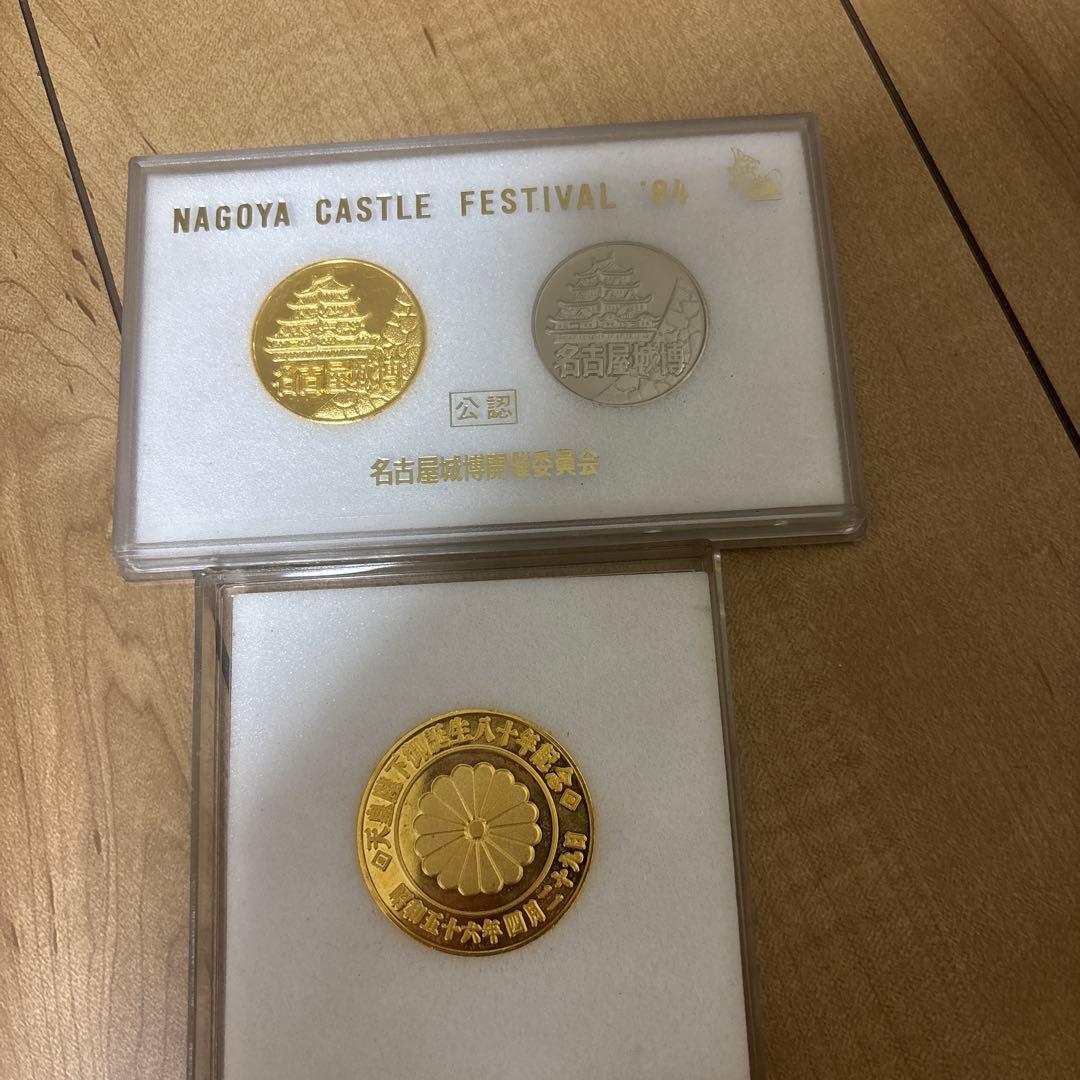 NAGOYA CASTLE FESTIVAL '84
名古屋城博
名古屋城博
公認
名古屋城博開催委員会
天皇陛下御誕生八十年記念
昭和五十六年四月二十九日